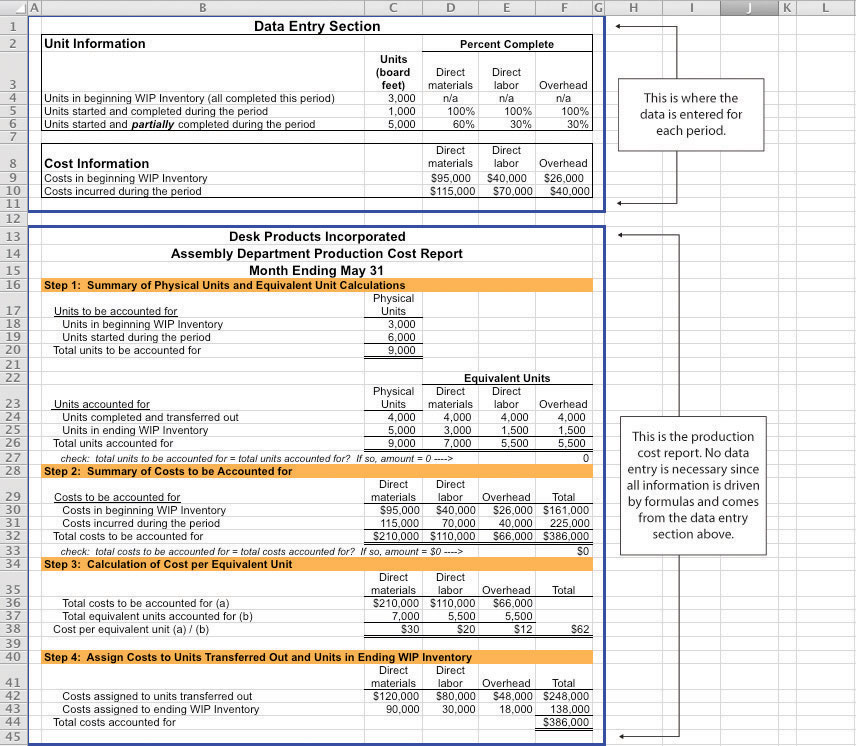 A B C D E F G H I J K L
1 Data Entry Section
2 Unit Information Percent Complete
Units
(board Direct Direct
3 feet) materials labor Overhead
4 Units in beginning WIP Inventory (all completed this period) 3,000 n/a n/a n/a
5 Units started and completed during the period 1,000 100% 100% 100%
6 Units started and partially completed during the period 5,000 60% 30% 30%
7
Direct Direct
8 Cost Information materials labor Overhead
9 Costs in beginning WIP Inventory $95,000 $40,000 $26,000
10 Costs incurred during the period $115,000 $70,000 $40,000
11
This is where the
data is entered for
each period.
12
13 Desk Products Incorporated
14 Assembly Department Production Cost Report
15 Month Ending May 31
16 Step 1: Summary of Physical Units and Equivalent Unit Calculations
Physical
17 Units to be accounted for Units
18 Units in beginning WIP Inventory 3,000
19 Units started during the period 6,000
20 Total units to be accounted for 9,000
21
22 Equivalent Units
Physical Direct Direct
23 Units accounted for Units materials labor Overhead
24 Units completed and transferred out 4,000 4,000 4,000 4,000
25 Units in ending WIP Inventory 5,000 3,000 1,500 1,500
26 Total units accounted for 9,000 7,000 5,500 5,500
27 check: total units to be accounted for = total units accounted for? If so, amount = 0 ----> 0
28 Step 2: Summary of Costs to be Accounted for
Direct Direct
29 Costs to be accounted for materials labor Overhead Total
30 Costs in beginning WIP Inventory $95,000 $40,000 $26,000 $161,000
31 Costs incurred during the period 115,000 70,000 40,000 225,000
32 Total costs to be accounted for $210,000 $110,000 $66,000 $386,000
33 check: total costs to be accounted for = total costs accounted for? If so, amount = $0 ----> $0
34 Step 3: Calculation of Cost per Equivalent Unit
Direct Direct
35 materials labor Overhead Total
36 Total costs to be accounted for (a) $210,000 $110,000 $66,000
37 Total equivalent units accounted for (b) 7,000 5,500 5,500
38 Cost per equivalent unit (a) / (b) $30 $20 $12 $62
39
40 Step 4: Assign Costs to Units Transferred Out and Units in Ending WIP Inventory
Direct Direct
41 materials labor Overhead Total
42 Costs assigned to units transferred out $120,000 $80,000 $48,000 $248,000
43 Costs assigned to ending WIP Inventory 90,000 30,000 18,000 138,000
44 Total costs accounted for $386,000
45
This is the production
cost report. No data
entry is necessary since
all information is driven
by formulas and comes
from the data entry
section above.